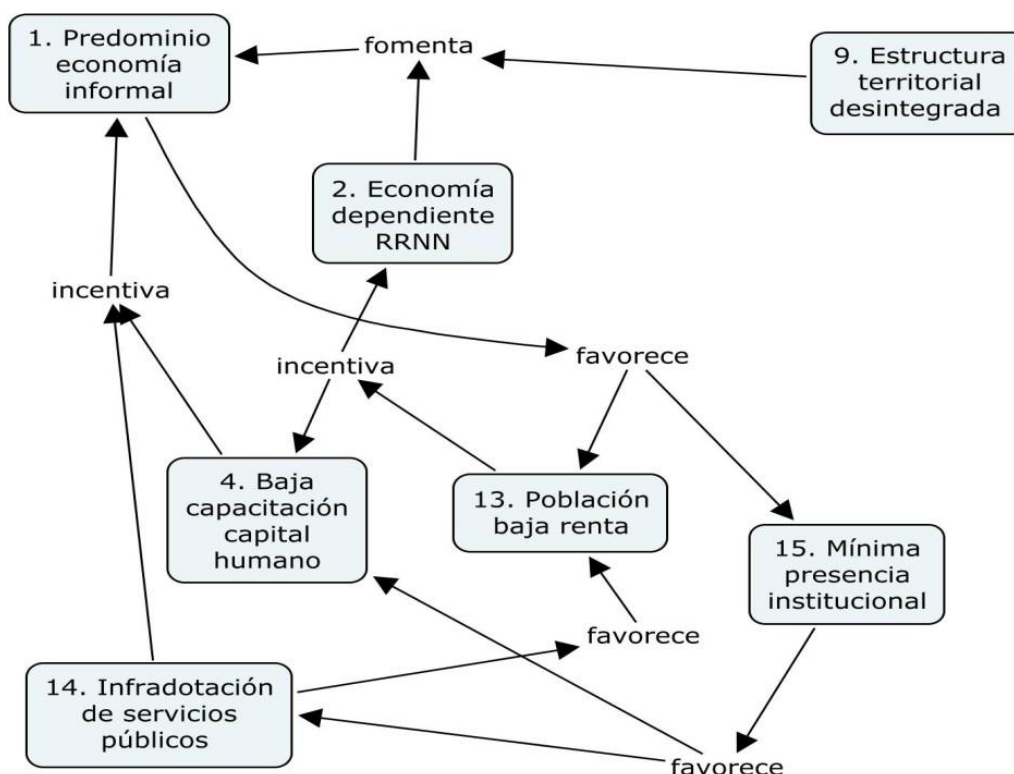 1. Predominio
economía
informal
fomenta
9. Estructura
territorial
desintegrada
2. Economía
dependiente
RRNN
incentiva
incentiva
favorece
4. Baja
capacitación
capital
humano
13. Población
baja renta
15. Mínima
presencia
institucional
favorece
14. Infradotación
de servicios
públicos
favorece